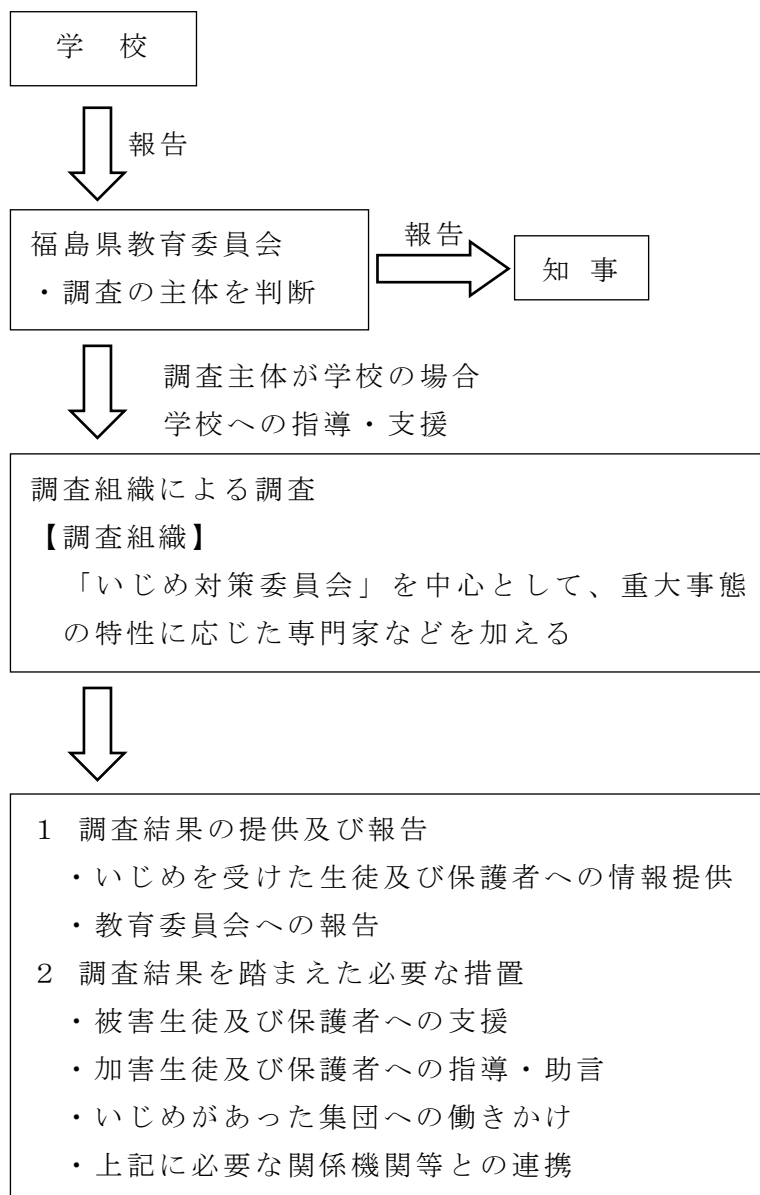 学 校
報告
福島県教育委員会
・調査の主体を判断
報告
知 事
調査主体が学校の場合
学校への指導・支援
調査組織による調査
【調査組織】
「いじめ対策委員会」を中心として、重大事態
の特性に応じた専門家などを加える
1 調査結果の提供及び報告
・いじめを受けた生徒及び保護者への情報提供
・教育委員会への報告
2 調査結果を踏まえた必要な措置
・被害生徒及び保護者への支援
・加害生徒及び保護者への指導・助言
・いじめがあった集団への働きかけ
・上記に必要な関係機関等との連携